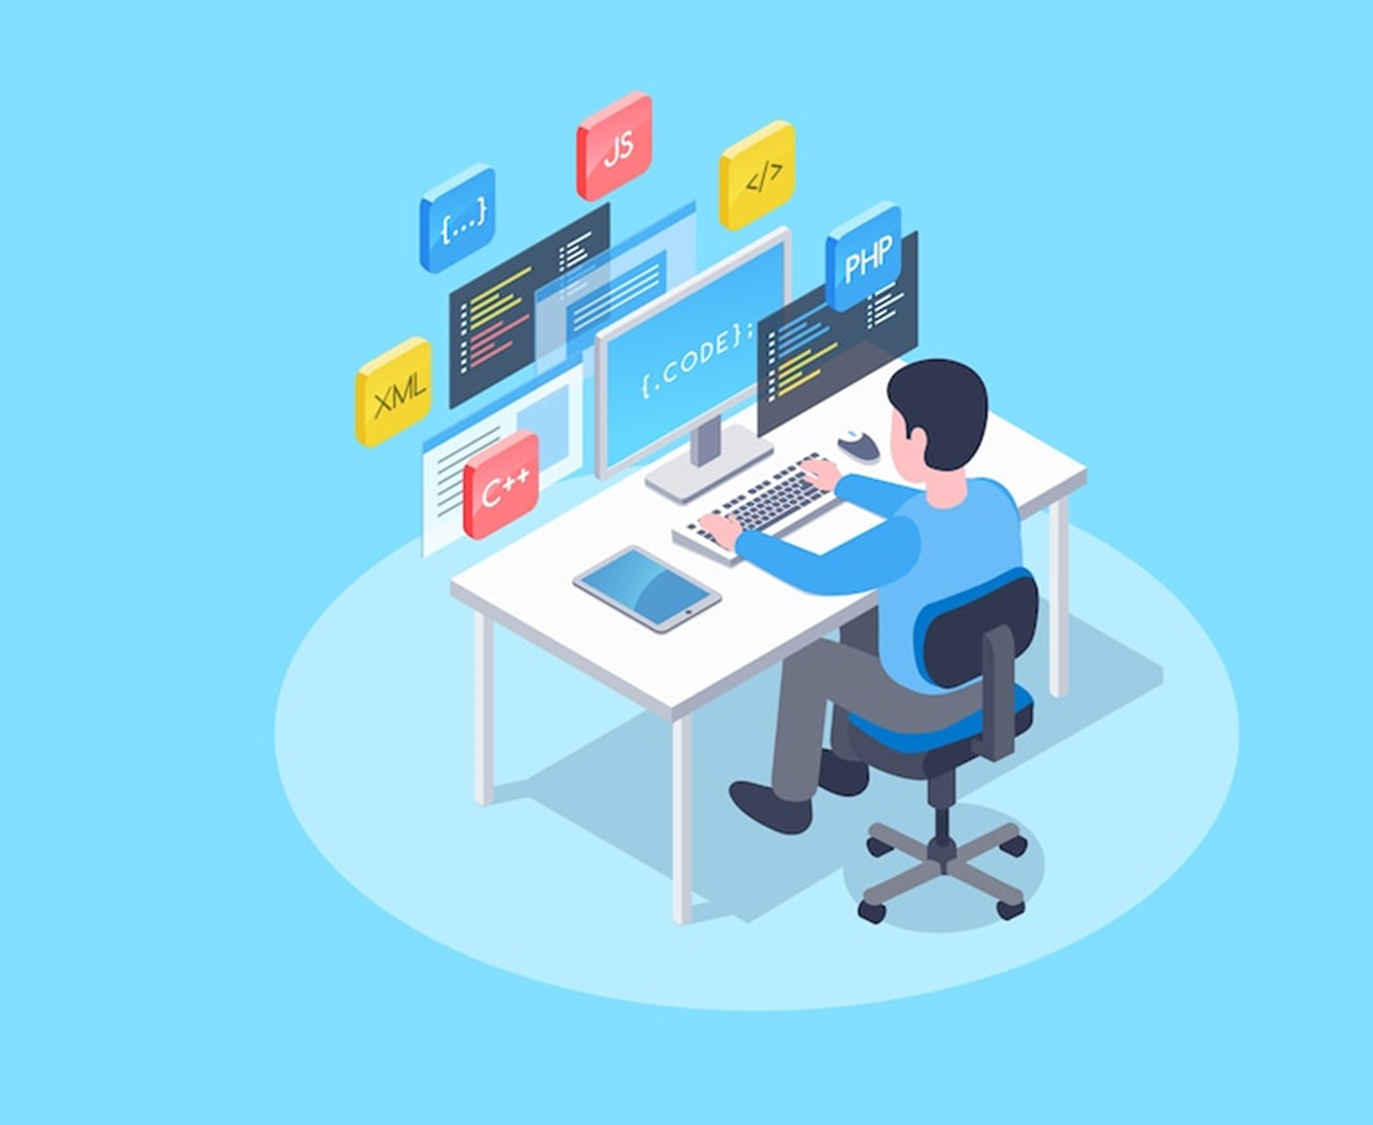 JS
</>
{...}
PHP
{.CODE};
XML
C++